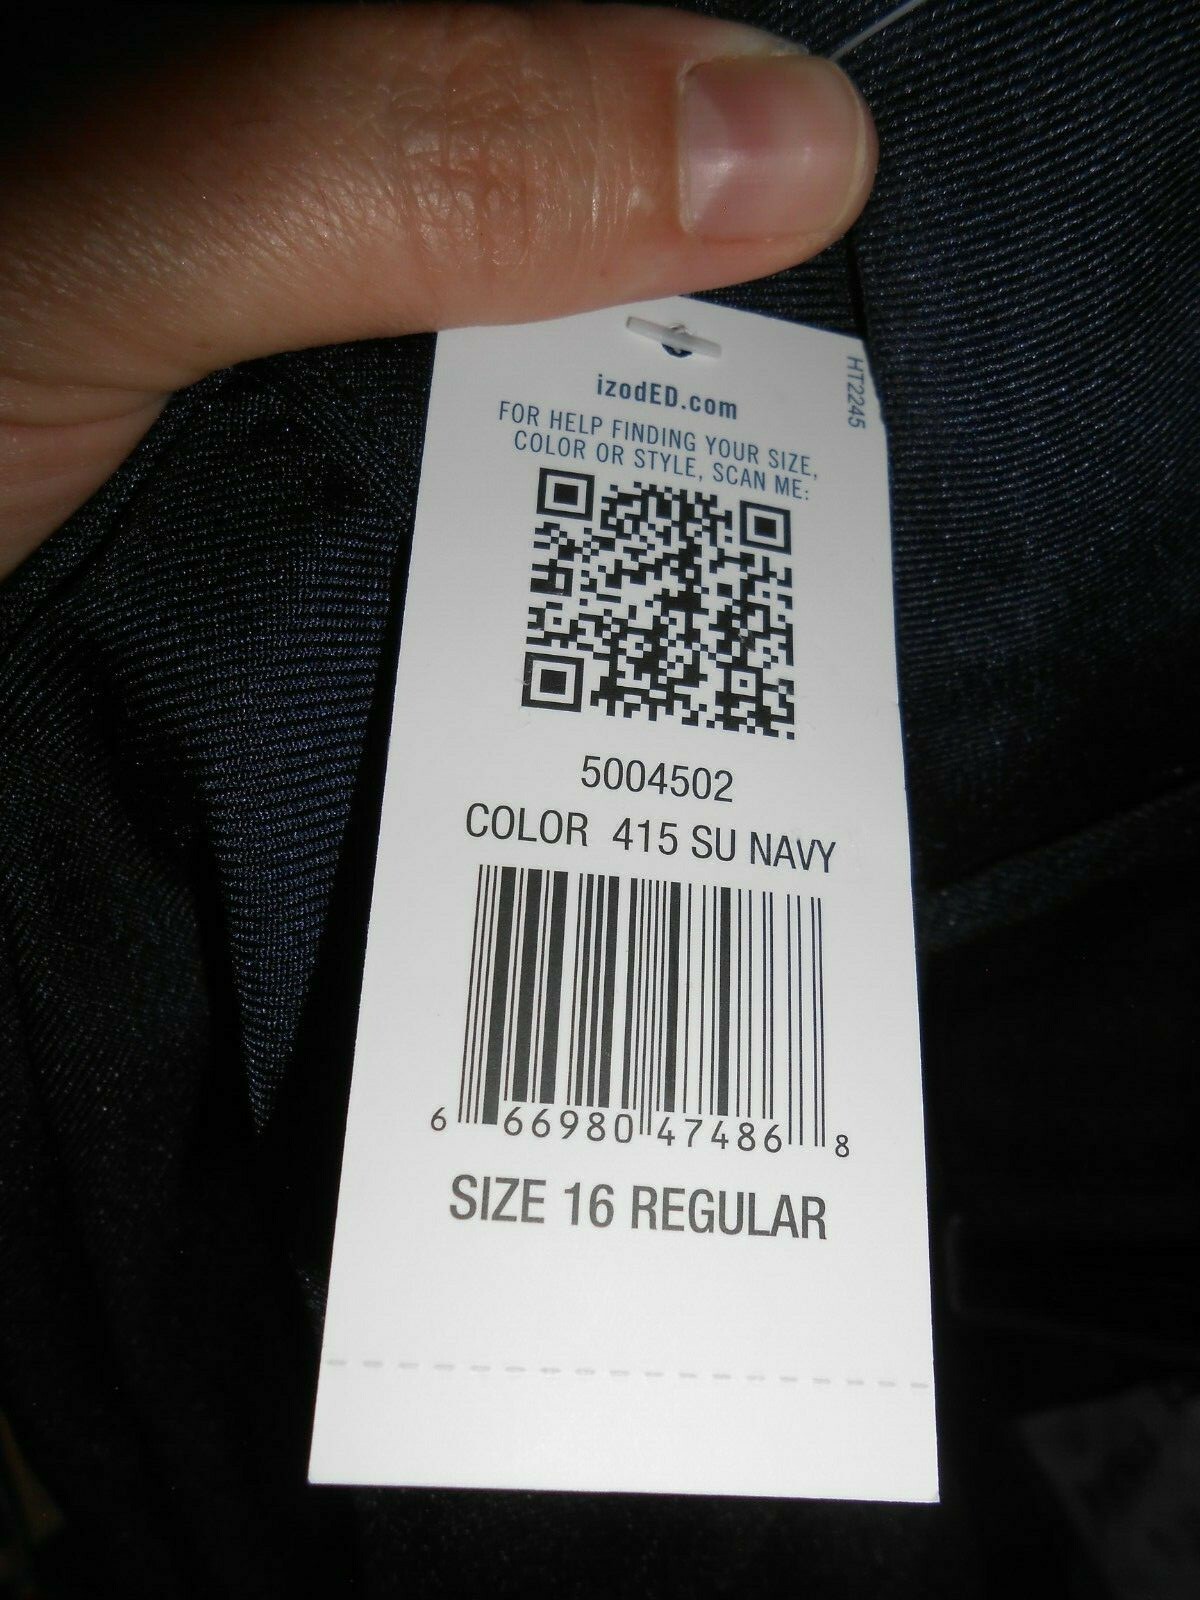 HT2245
izodED.com
FOR HELP FINDING YOUR SIZE,
COLOR OR STYLE, SCAN ME:
5004502
COLOR 415 SU NAVY
6 66980 47486 8
SIZE 16 REGULAR